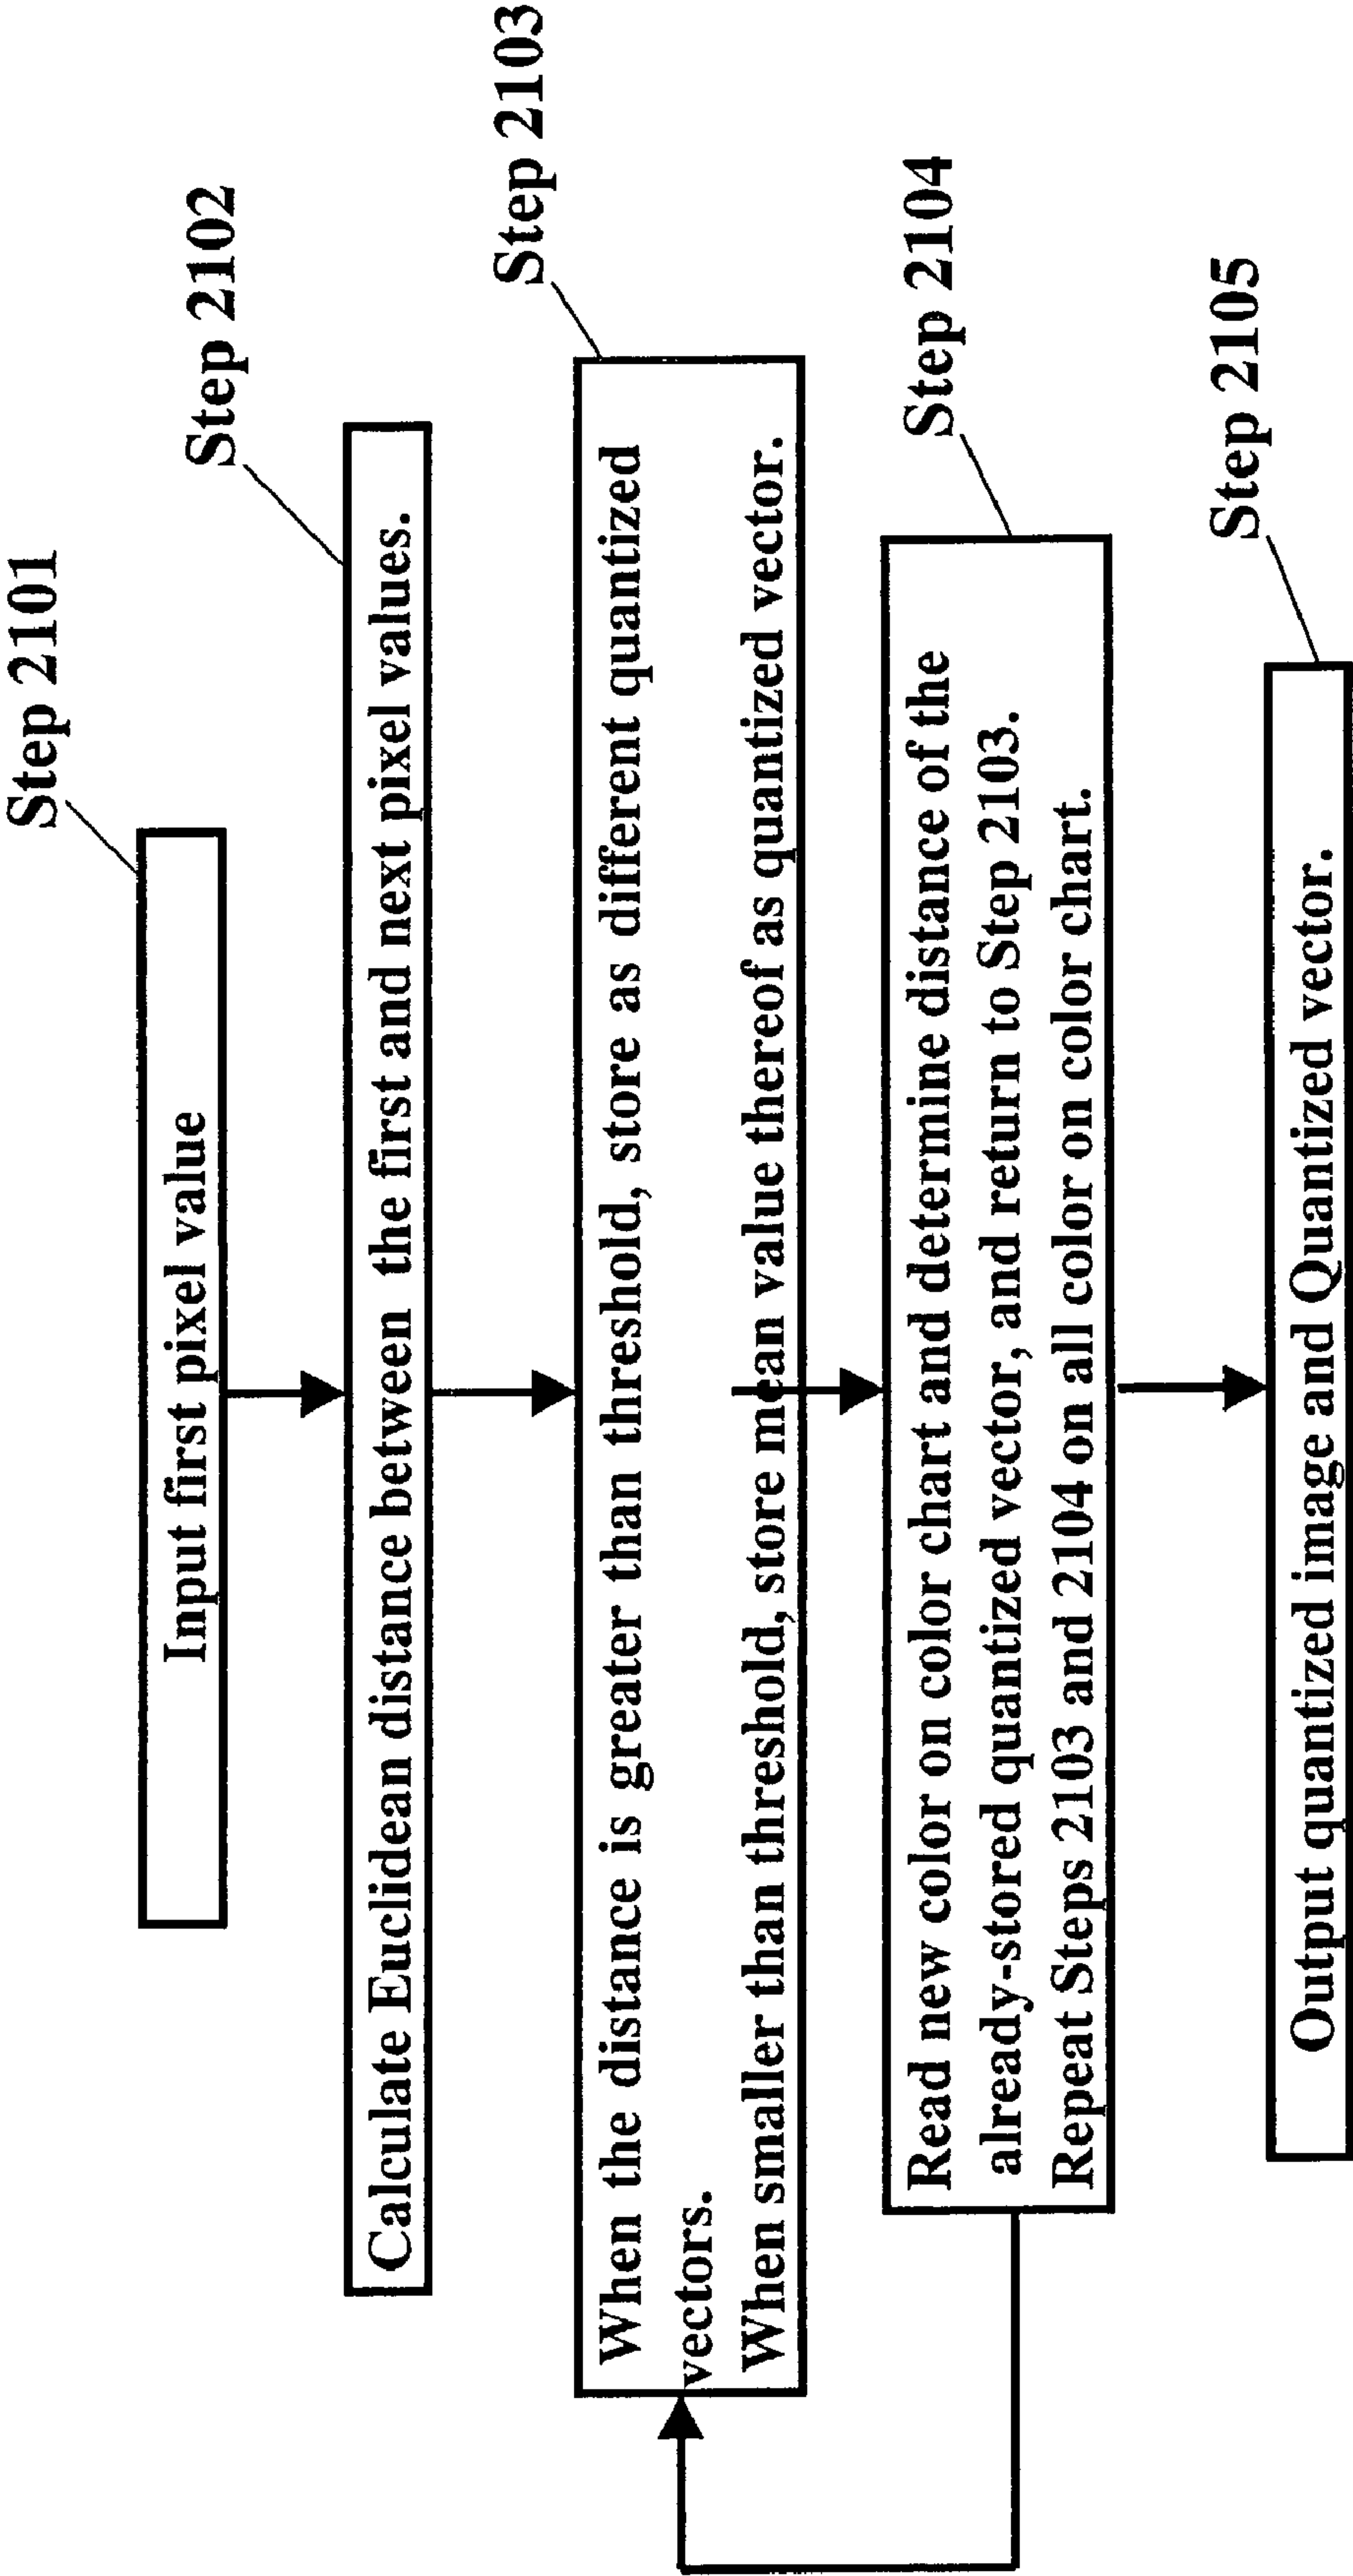 Step 2101
Input first pixel value
Step 2102
Calculate Euclidean distance between the first and next pixel values.
Step 2103
When the distance is greater than threshold, store as different quantized
vectors.
When smaller than threshold, store mean value thereof as quantized vector.
Step 2104
Read new color on color chart and determine distance of the
already-stored quantized vector, and return to Step 2103.
Repeat Steps 2103 and 2104 on all color on color chart.
Step 2105
Output quantized image and Quantized vector.